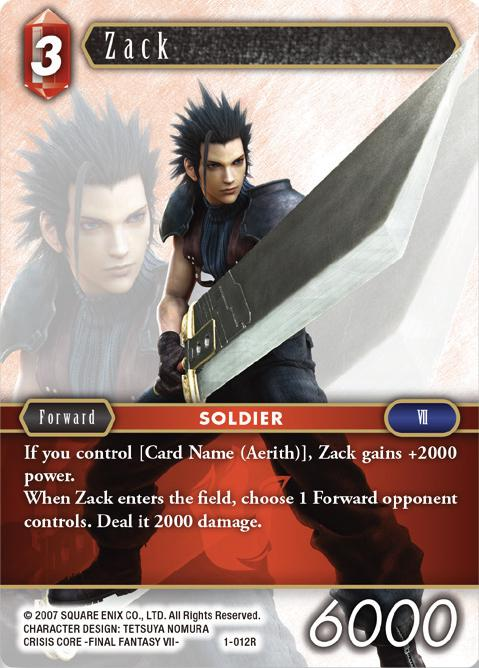 3
Zack
Forward
SOLDIER
VII
If you control [Card Name (Aerith)], Zack gains +2000
power.
When Zack enters the field, choose 1 Forward opponent
controls. Deal it 2000 damage.
© 2007 SQUARE ENIX CO., LTD. All Rights Reserved.
CHARACTER DESIGN: TETSUYA NOMURA
CRISIS CORE -FINAL FANTASY VII-
1-012R
6000